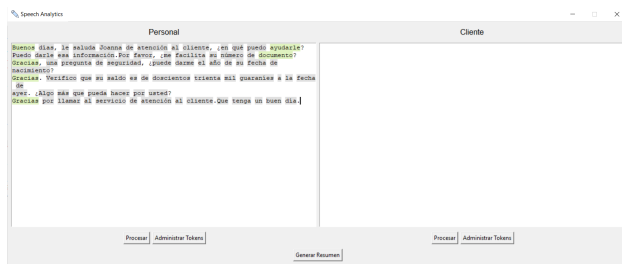 Speech Analytics
Personal
Cliente
Buenos días, le saluda Joanna de atención al cliente, ¿en qué puedo ayudarle?
Puedo darle esa información.Por favor, ¿me facilita su número de documento?
Gracias, una pregunta de seguridad, ¿puede darme el año de su fecha de
nacimiento?
Gracias. Verifico que su saldo es de doscientos treinta mil guaraníes a la fecha
de
ayer. ¿Algo más que pueda hacer por usted?
Gracias por llamar al servicio de atención al cliente.Que tenga un buen día.
Procesar Administrar Tokens
Procesar Administrar Tokens
Generar Resumen